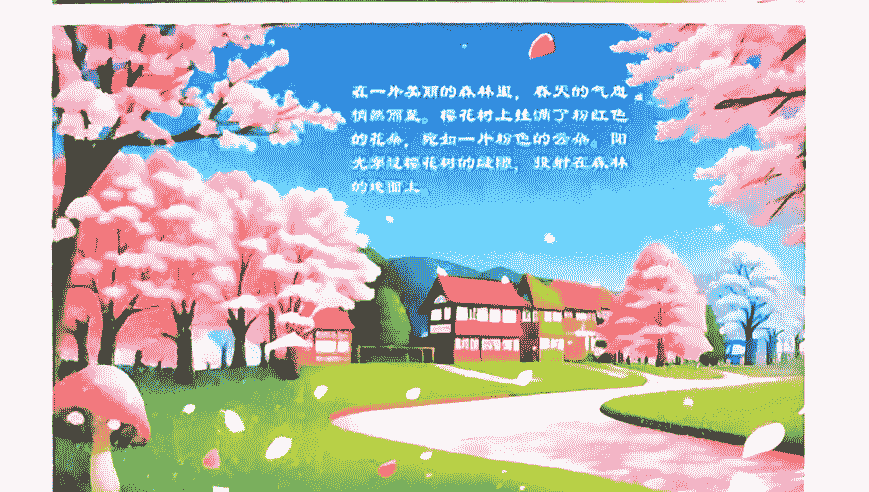 在一片美丽的森林里，春天的气息
悄然而至。樱花树上挂满了粉红色
的花朵，宛如一片粉色的云朵。阳
光穿过樱花树的缝隙，投射在森林
的地面上。